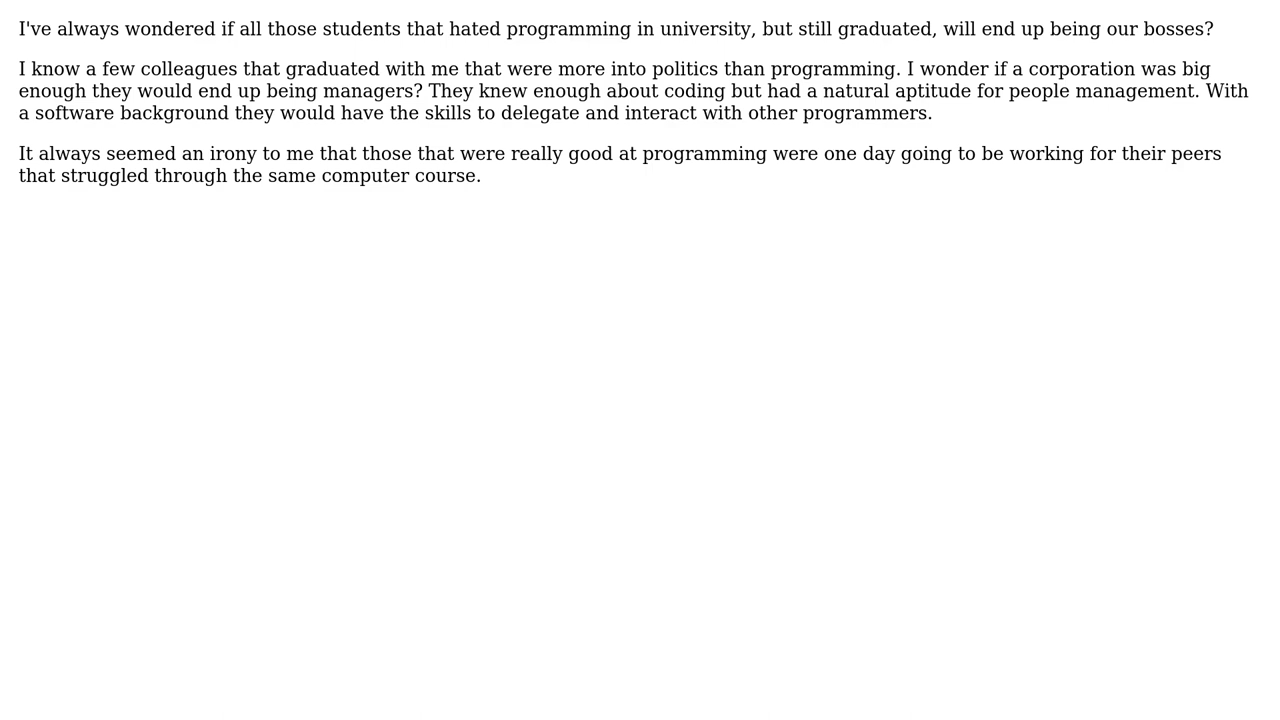 I've always wondered if all those students that hated programming in university, but still graduated, will end up being our bosses?
I know a few colleagues that graduated with me that were more into politics than programming. I wonder if a corporation was big
enough they would end up being managers? They knew enough about coding but had a natural aptitude for people management. With
a software background they would have the skills to delegate and interact with other programmers.
It always seemed an irony to me that those that were really good at programming were one day going to be working for their peers
that struggled through the same computer course.